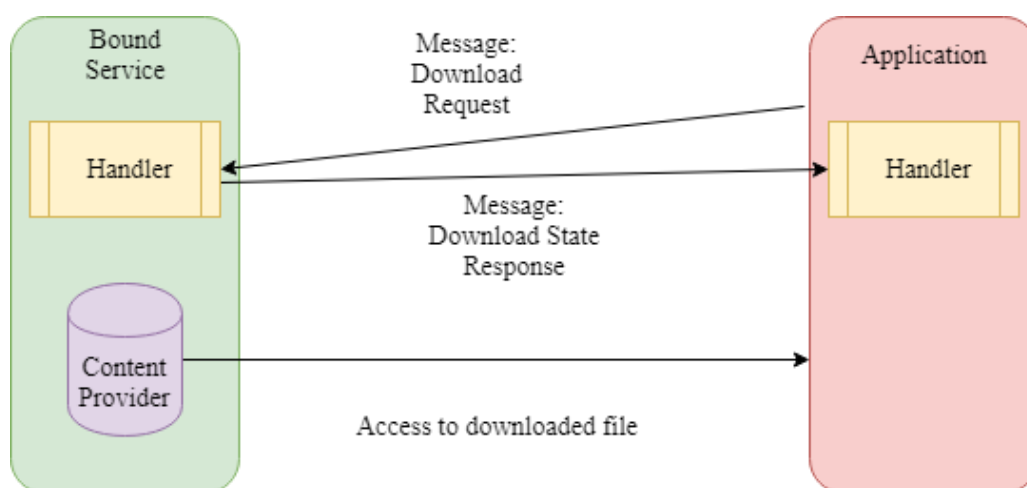 Bound
Service
Message:
Download
Request
Application
Handler
Handler
Message:
Download State
Response
Content
Provider
Access to downloaded file